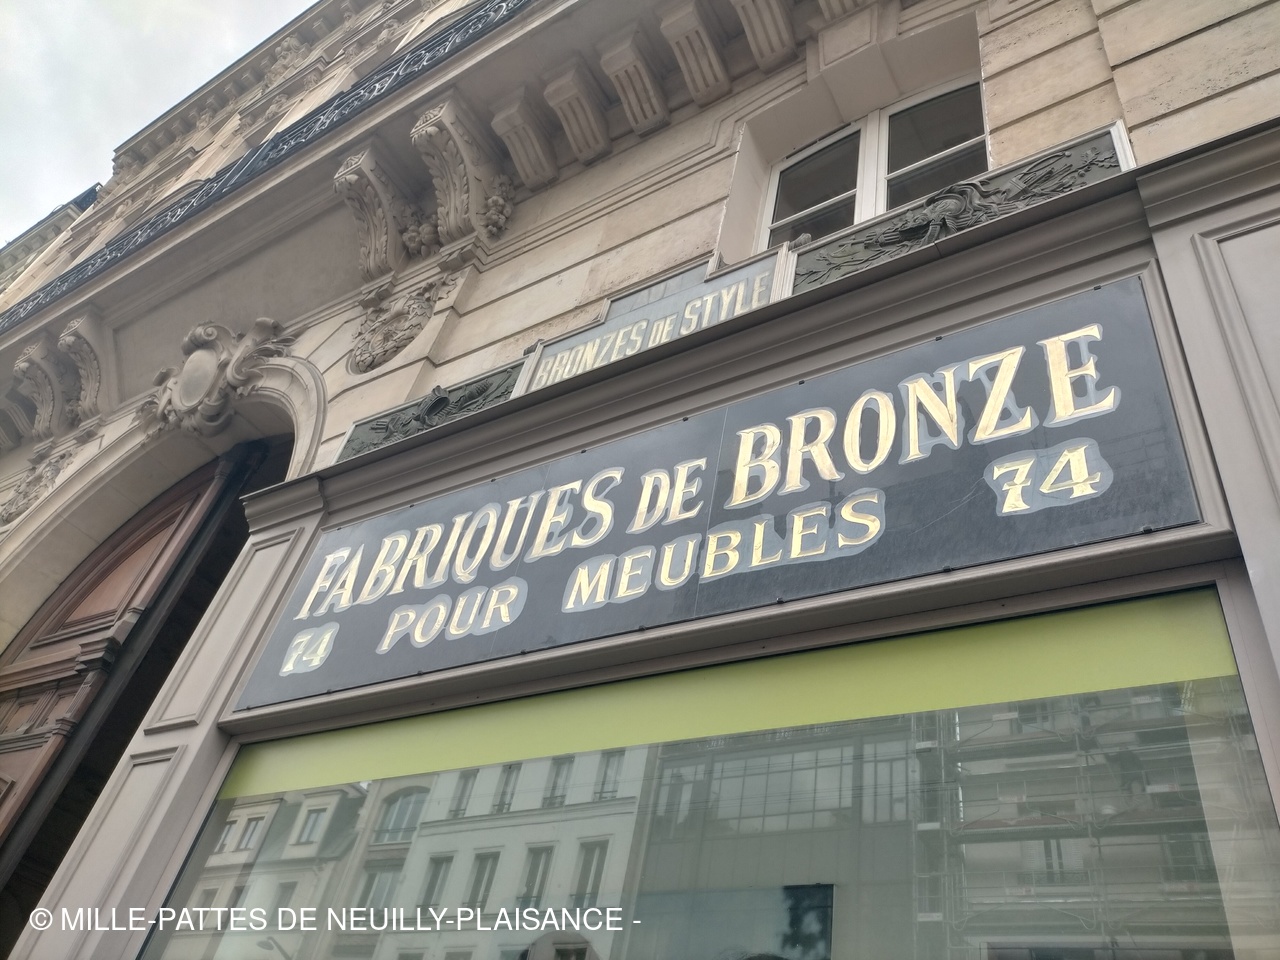 BRONZES DE STYLE
FABRIQUES DE BRONZE
74 POUR MEUBLES 74
© MILLE-PATTES DE NEUILLY-PLAISANCE -